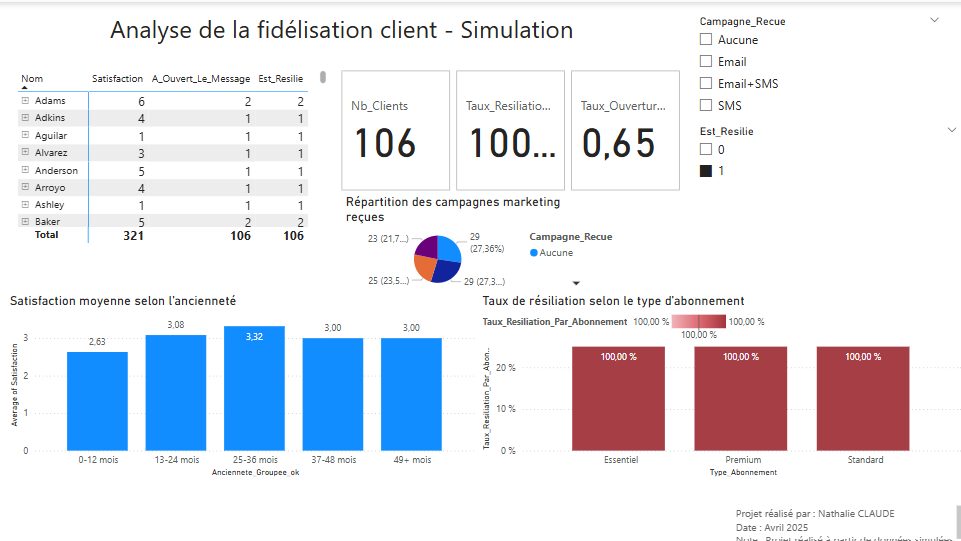 Analyse de la fidélisation client - Simulation
Nom Satisfaction A_Ouvert_Le_Message Est_Resilie
Adams 6 2 2
Adkins 4 1 1
Aguilar 1 1 1
Alvarez 3 1 1
Anderson 5 1 1
Arroyo 4 1 1
Ashley 1 1 1
Baker 5 2 2
Total 321 106 106
Nb_Clients
106
Taux_Resiliatio...
100...
Taux_Ouvertur...
0,65
Campagne_Recue
Aucune
Email
Email+SMS
SMS
Est_Resilie
0
1
Répartition des campagnes marketing
reçues
23 (21,7...)
29
(27,36%)
25 (23,5...)
29 (27,3...)
Campagne_Recue
Aucune
Satisfaction moyenne selon l'ancienneté
Average of Satisfaction
3
2
1
0
2,63
3,08
3,32
3,00
3,00
0-12 mois
13-24 mois
25-36 mois
37-48 mois
49+ mois
Anciennete_Groupee_ok
Taux de résiliation selon le type d'abonnement
Taux_Resiliation_Par_Abonnement 100,00 % 100,00 %
100,00 %
Taux_Resiliation_Par_Abon...
20 %
10 %
0 %
100,00 %
100,00 %
100,00 %
Essentiel
Premium
Standard
Type_Abonnement
Projet réalisé par : Nathalie CLAUDE
Date : Avril 2025
Note : Projet réalisé à partir de données simulées